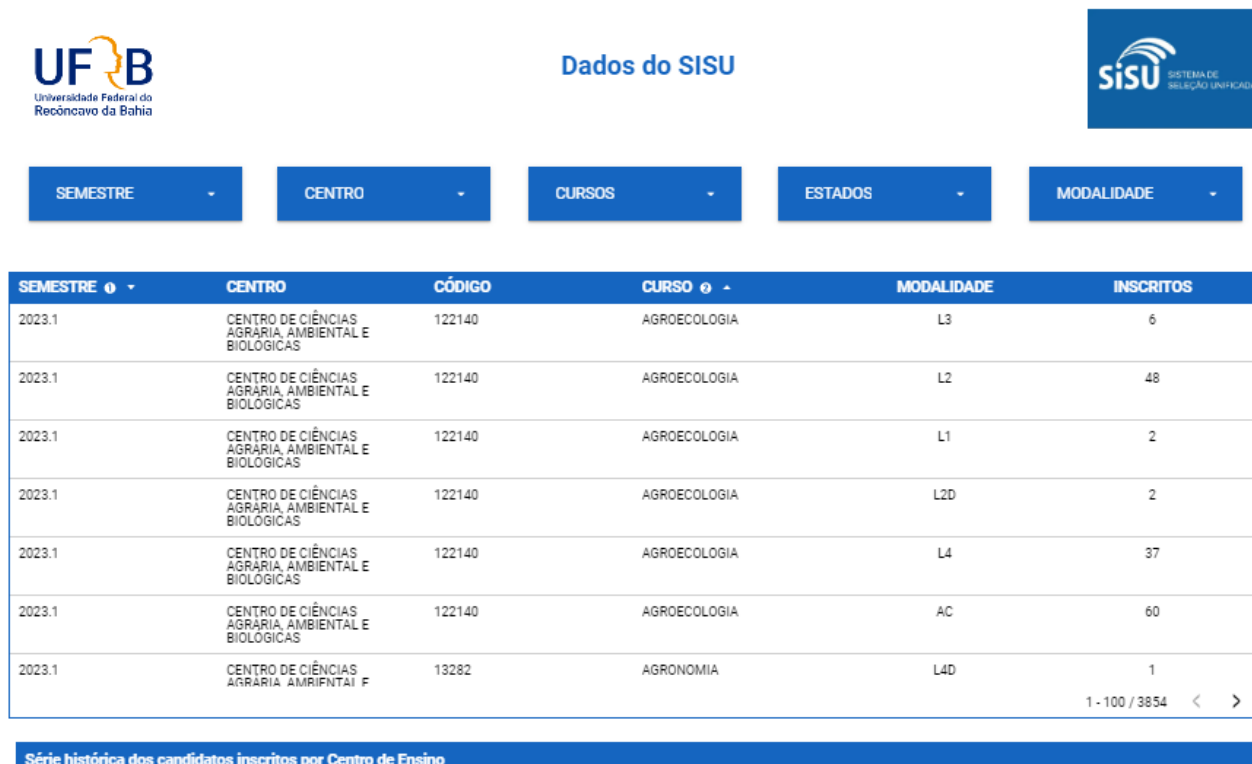 UFRB
Universidade Federal do
Recôncavo da Bahia
Dados do SISU
sisu SISTEMA DE
SELEÇÃO UNIFICADA
SEMESTRE CENTRO CURSOS ESTADOS MODALIDADE
SEMESTRE 1 CENTRO CÓDIGO CURSO 2 MODALIDADE INSCRITOS
2023.1 CENTRO DE CIÊNCIAS 122140 AGROECOLOGIA L3 6
AGRÁRIA, AMBIENTAL E
BIOLÓGICAS
2023.1 CENTRO DE CIÊNCIAS 122140 AGROECOLOGIA L2 48
AGRÁRIA, AMBIENTAL E
BIOLÓGICAS
2023.1 CENTRO DE CIÊNCIAS 122140 AGROECOLOGIA L1 2
AGRÁRIA, AMBIENTAL E
BIOLÓGICAS
2023.1 CENTRO DE CIÊNCIAS 122140 AGROECOLOGIA L2D 2
AGRÁRIA, AMBIENTAL E
BIOLÓGICAS
2023.1 CENTRO DE CIÊNCIAS 122140 AGROECOLOGIA L4 37
AGRÁRIA, AMBIENTAL E
BIOLÓGICAS
2023.1 CENTRO DE CIÊNCIAS 122140 AGROECOLOGIA AC 60
AGRÁRIA, AMBIENTAL E
BIOLÓGICAS
2023.1 CENTRO DE CIÊNCIAS 13282 AGRONOMIA L4D 1
AGRÁRIA, AMBIENTAL E
1 - 100 / 3854 < >
Série histórica dos candidatos inscritos por Centro de Ensino